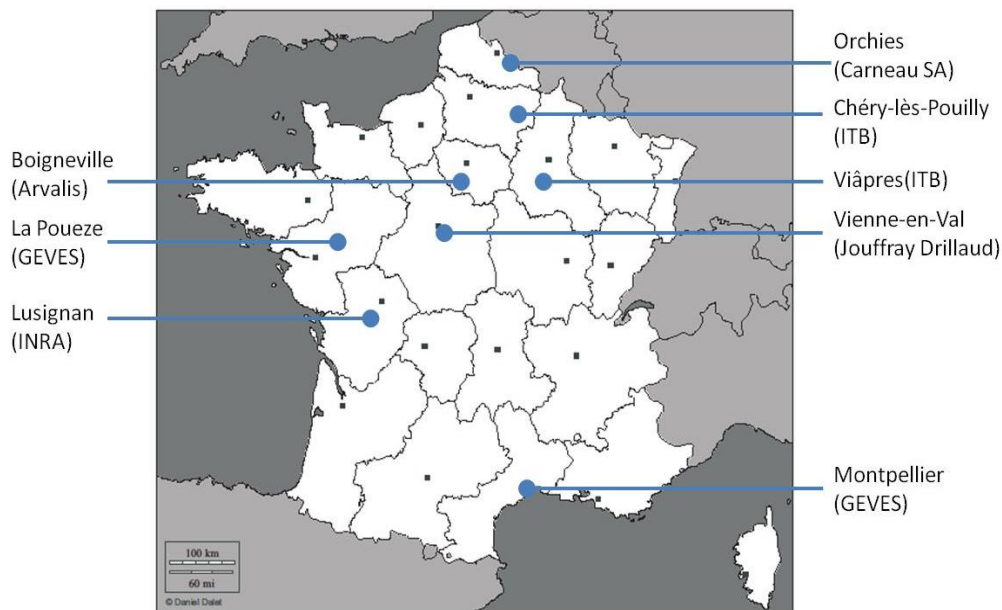 Orchies
(Carneau SA)
Chéry-lès-Pouilly
(ITB)
Boigneville
(Arvalis)
Viâpres(ITB)
La Poueze
(GEVES)
Vienne-en-Val
(Jouffray Drillaud)
Lusignan
(INRA)
Montpellier
(GEVES)
100 km
60 mi
© Daniel Dalet